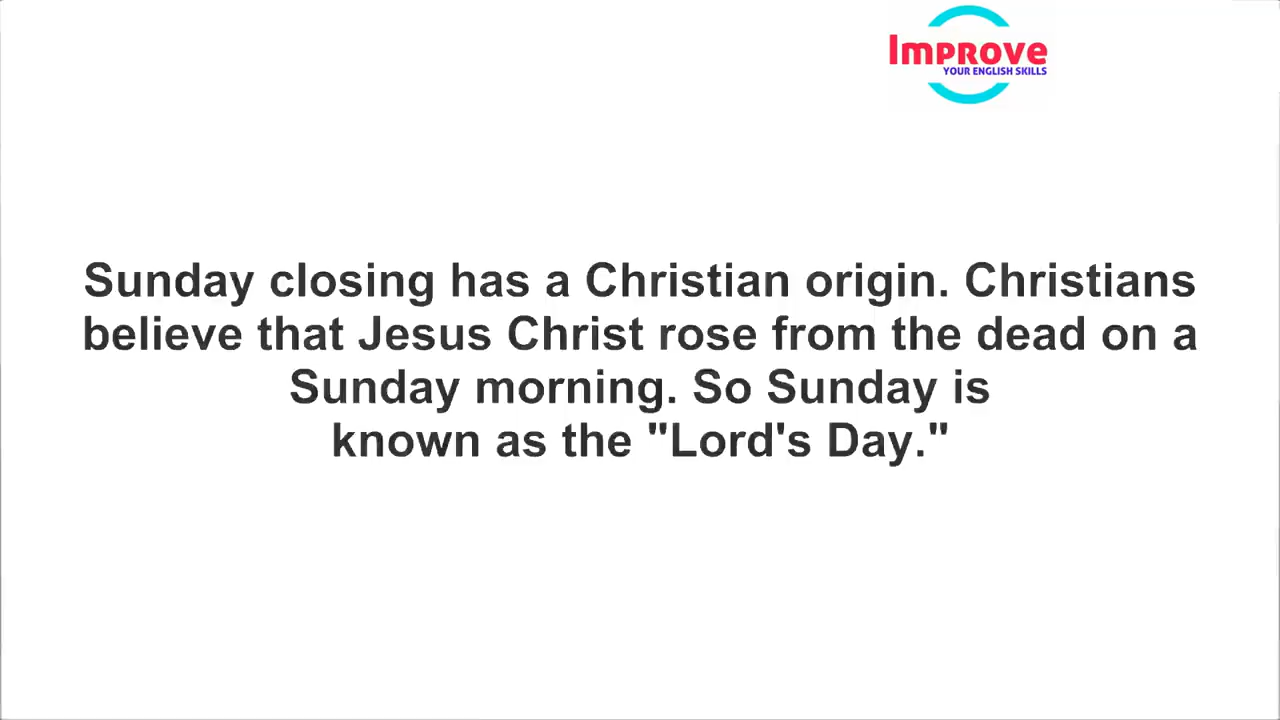 Improve
YOUR ENGLISH SKILLS
Sunday closing has a Christian origin. Christians
believe that Jesus Christ rose from the dead on a
Sunday morning. So Sunday is
known as the "Lord's Day."